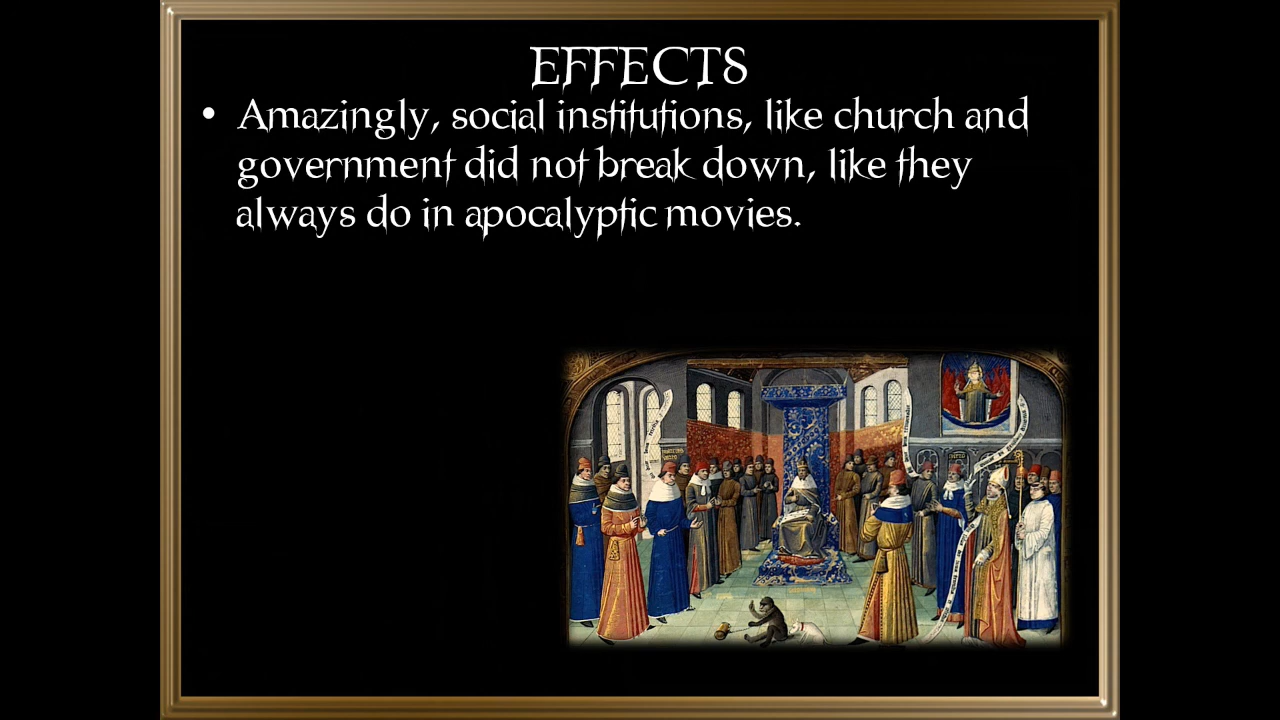 EFFECTS
• Amazingly, social institutions, like church and
government did not break down, like they
always do in apocalyptic movies.